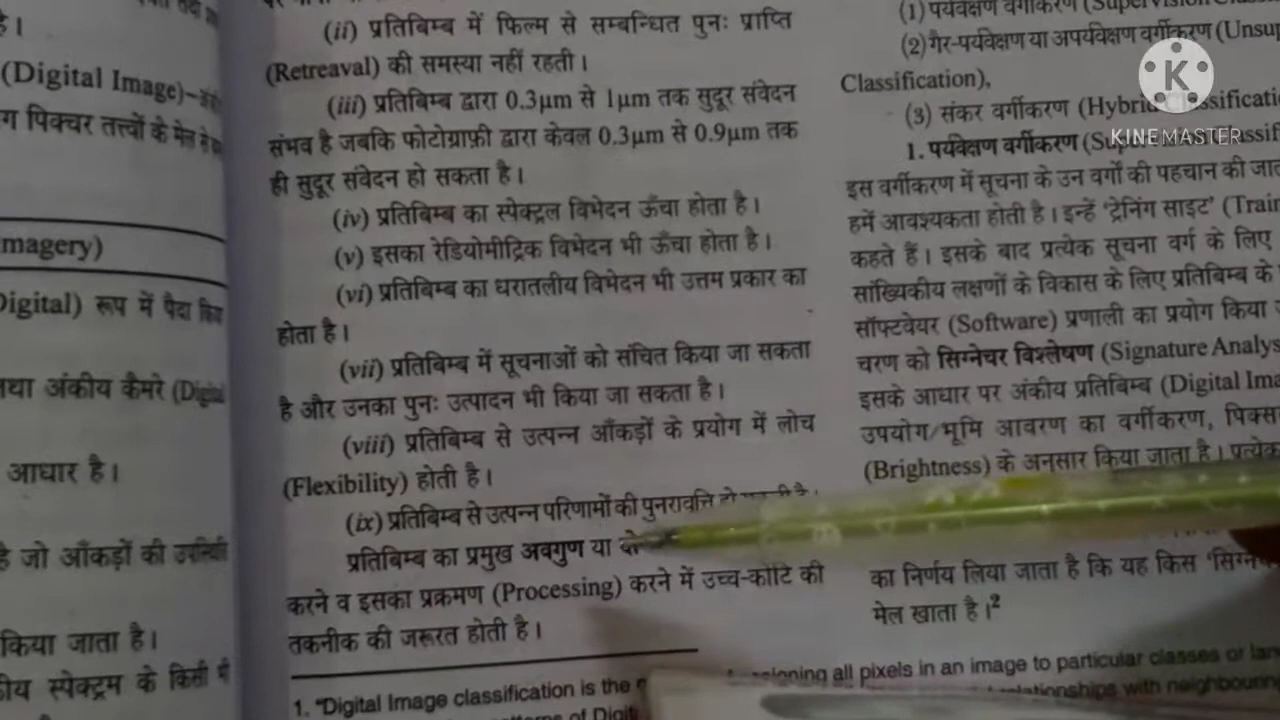 है।
(Digital Image)–
ग पिक्चर तत्त्वों के मेल से
magery)
Digital) रूप में पैदा किया
तथा अंकीय कैमरे (Digital
आधार है।
है जो आँकड़ों की उपस्थिति
किया जाता है।
स्पेक्ट्रम के किसी भी
(ii) प्रतिबिम्ब में फिल्म से सम्बन्धित पुनः प्राप्ति
(Retreaval) की समस्या नहीं रहती।
(iii) प्रतिबिम्ब द्वारा 0.3µm से 1µm तक सुदूर संवेदन
संभव है जबकि फोटोग्राफ़ी द्वारा केवल 0.3µm से 0.9µm तक
ही सुदूर संवेदन हो सकता है।
(iv) प्रतिबिम्ब का स्पेक्ट्रल विभेदन ऊँचा होता है।
(v) इसका रेडियोमीट्रिक विभेदन भी ऊँचा होता है।
(vi) प्रतिबिम्ब का धरातलीय विभेदन भी उत्तम प्रकार का
होता है।
(vii) प्रतिबिम्ब में सूचनाओं को संचित किया जा सकता
है और उनका पुनः उत्पादन भी किया जा सकता है।
(viii) प्रतिबिम्ब से उत्पन्न आँकड़ों के प्रयोग में लोच
(Flexibility) होती है।
(ix) प्रतिबिम्ब से उत्पन्न परिणामों की पुनरावृत्ति हो
प्रतिबिम्ब का प्रमुख अवगुण या
करने व इसका प्रक्रमण (Processing) करने में उच्च-कोटि की
तकनीक की जरूरत होती है।
1. "Digital Image classification is the
of Digit
(1) पर्यवेक्षण वर्गीकरण
(2) गैर-पर्यवेक्षण या अपर्यवेक्षण वर्गीकरण (Unsup
Classification),
(3) संकर वर्गीकरण (Hybrid Classificati
1. पर्यवेक्षण वर्गीकरण
इस वर्गीकरण में सूचना के उन वर्गों की पहचान की जात
हमें आवश्यकता होती है। इन्हें 'ट्रेनिंग साइट' (Train
कहते हैं। इसके बाद प्रत्येक सूचना वर्ग के लिए
सांख्यिकीय लक्षणों के विकास के लिए प्रतिबिम्ब के
सॉफ्टवेयर (Software) प्रणाली का प्रयोग किया
चरण को सिग्नेचर विश्लेषण (Signature Analys
इसके आधार पर अंकीय प्रतिबिम्ब (Digital Ima
उपयोग/भूमि आवरण का वर्गीकरण, पिक्स
(Brightness) के अनुसार किया जाता है। प्रत्येक
का निर्णय लिया जाता है कि यह किस
मेल खाता है।²
all pixels in an image to particular classes or
with neighbouring
K
KINEMASTER